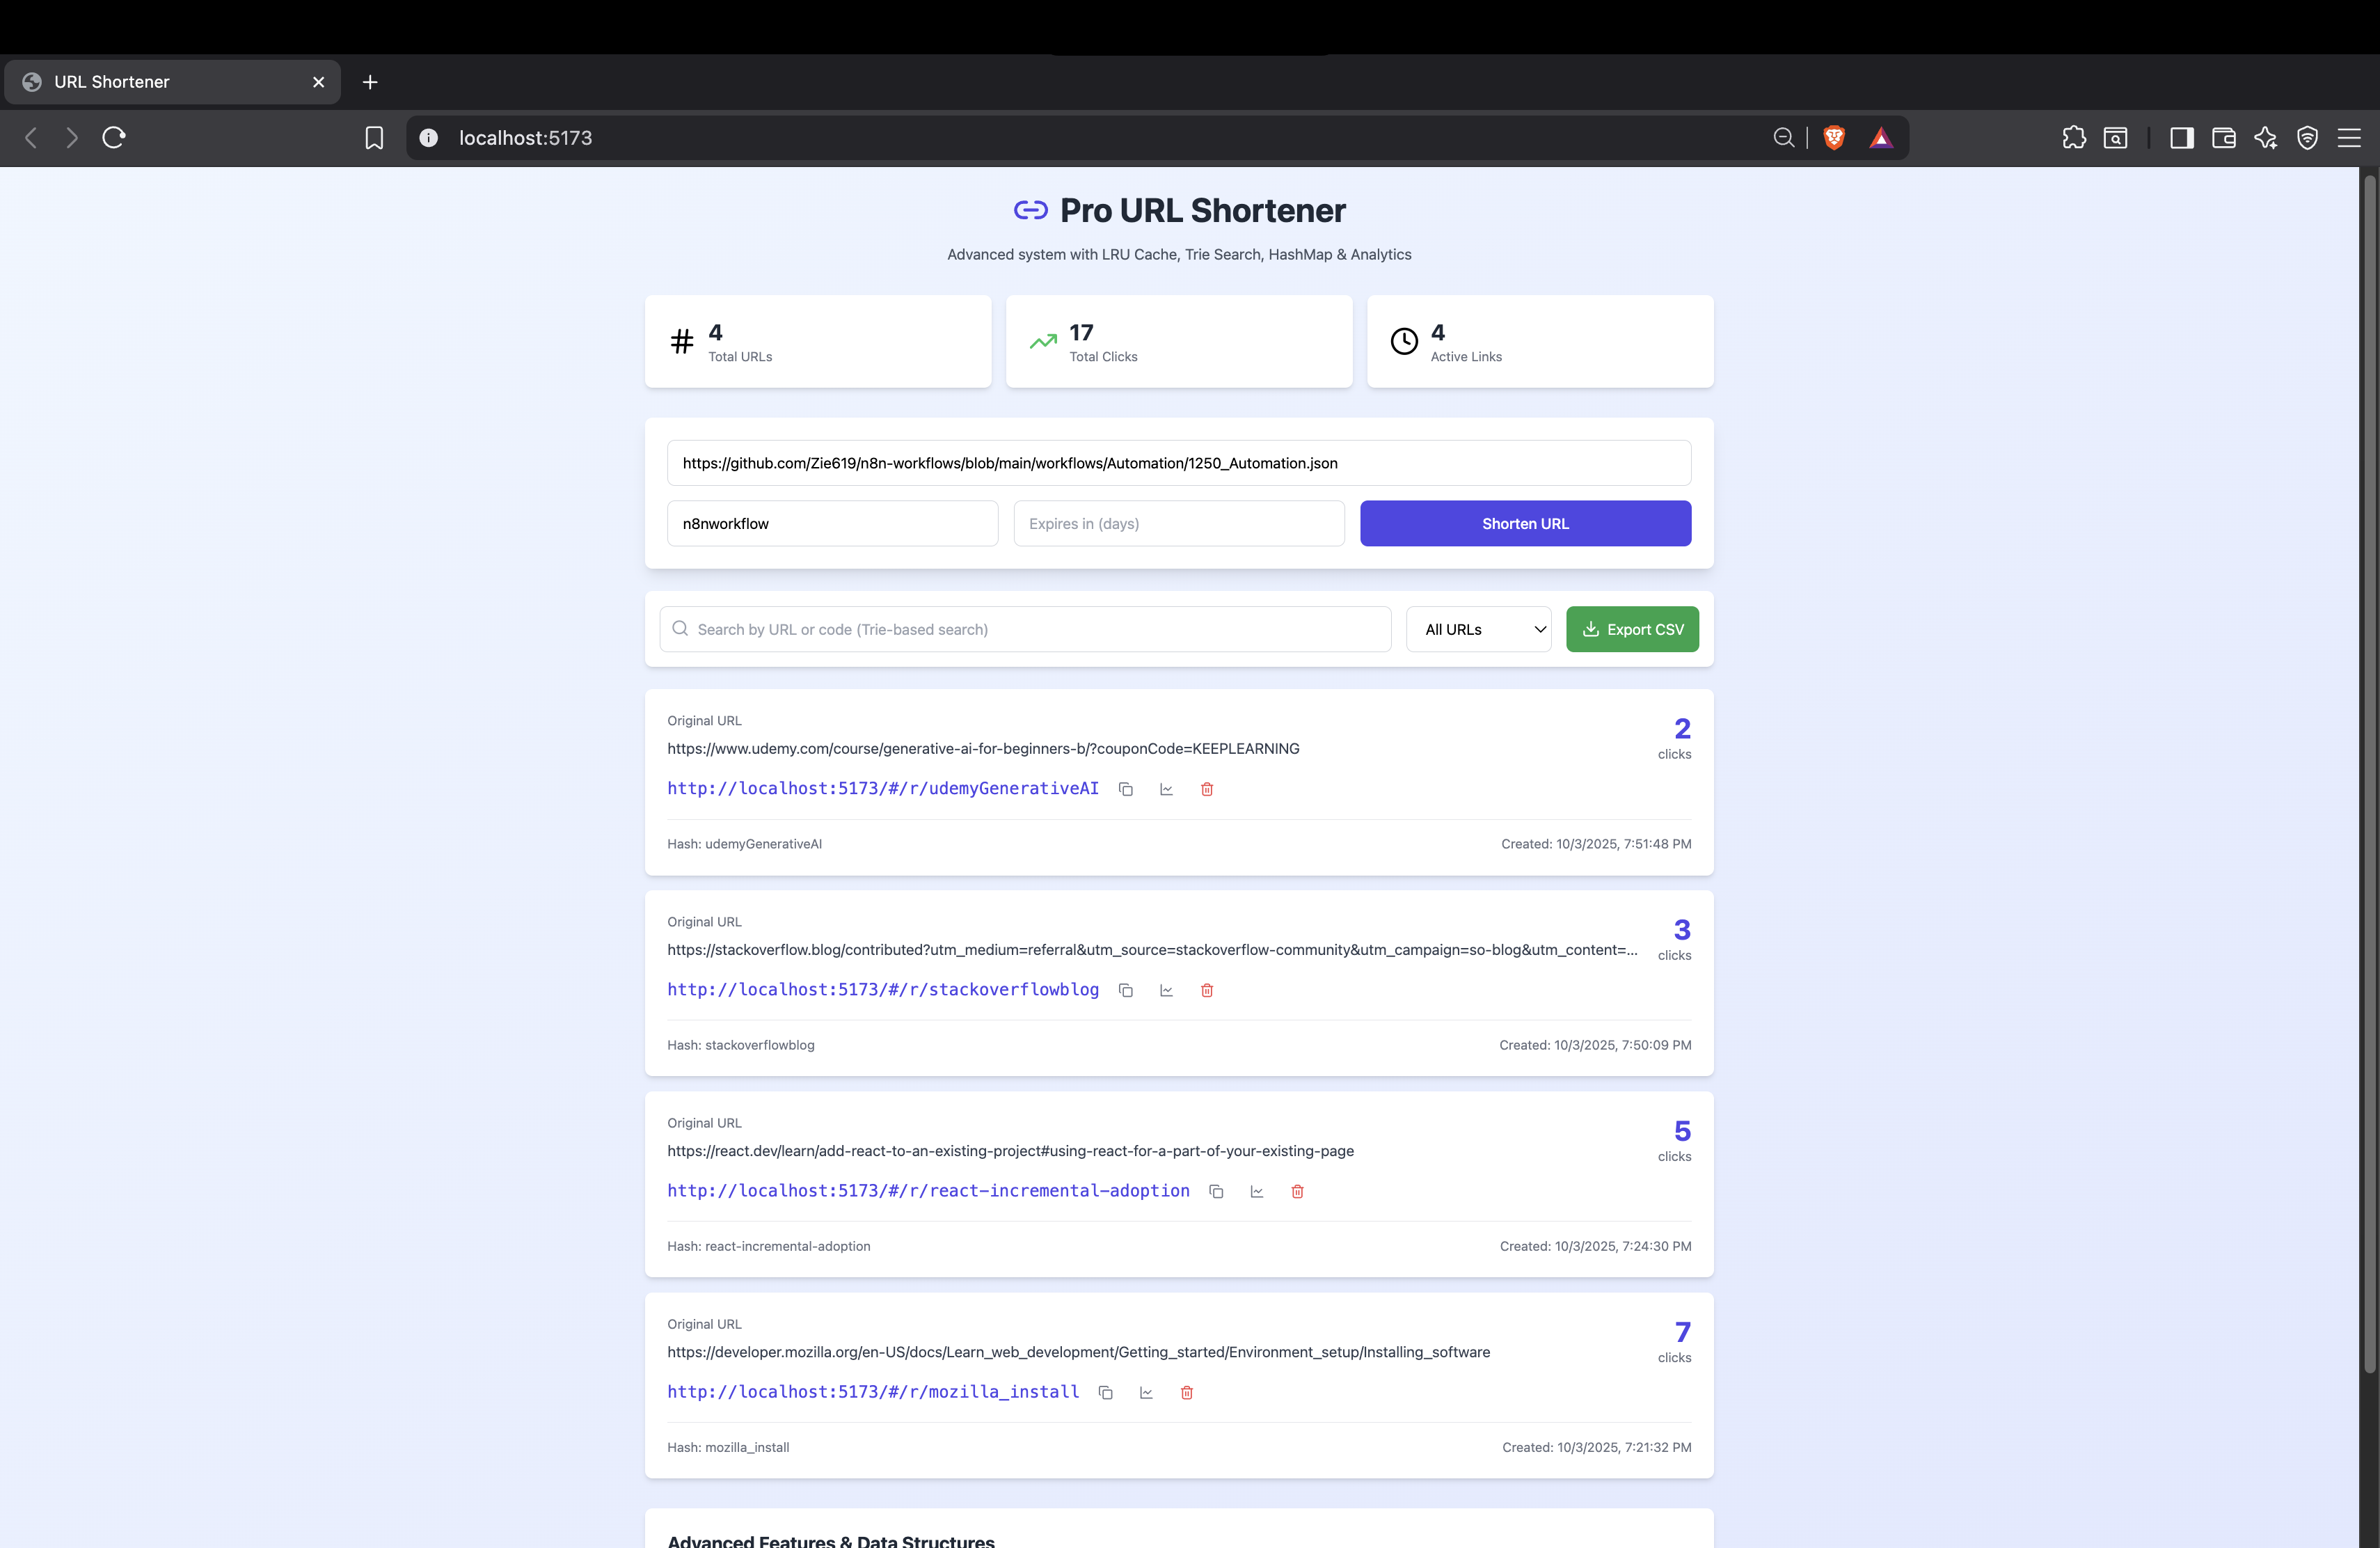 URL Shortener
localhost:5173
Pro URL Shortener
Advanced system with LRU Cache, Trie Search, HashMap & Analytics
4
Total URLs
17
Total Clicks
4
Active Links
https://github.com/Zie619/n8n-workflows/blob/main/workflows/Automation/1250_Automation.json
n8nworkflow
Expires in (days)
Shorten URL
Search by URL or code (Trie-based search)
All URLs
Export CSV
Original URL
https://www.udemy.com/course/generative-ai-for-beginners-b/?couponCode=KEEPLEARNING
2
clicks
http://localhost:5173/#/r/udemyGenerativeAI
Hash: udemyGenerativeAI
Created: 10/3/2025, 7:51:48 PM
Original URL
https://stackoverflow.blog/contributed?utm_medium=referral&utm_source=stackoverflow-community&utm_campaign=so-blog&utm_content=...
3
clicks
http://localhost:5173/#/r/stackoverflowblog
Hash: stackoverflowblog
Created: 10/3/2025, 7:50:09 PM
Original URL
https://react.dev/learn/add-react-to-an-existing-project#using-react-for-a-part-of-your-existing-page
5
clicks
http://localhost:5173/#/r/react-incremental-adoption
Hash: react-incremental-adoption
Created: 10/3/2025, 7:24:30 PM
Original URL
https://developer.mozilla.org/en-US/docs/Learn_web_development/Getting_started/Environment_setup/Installing_software
7
clicks
http://localhost:5173/#/r/mozilla_install
Hash: mozilla_install
Created: 10/3/2025, 7:21:32 PM
Advanced Features & Data Structures